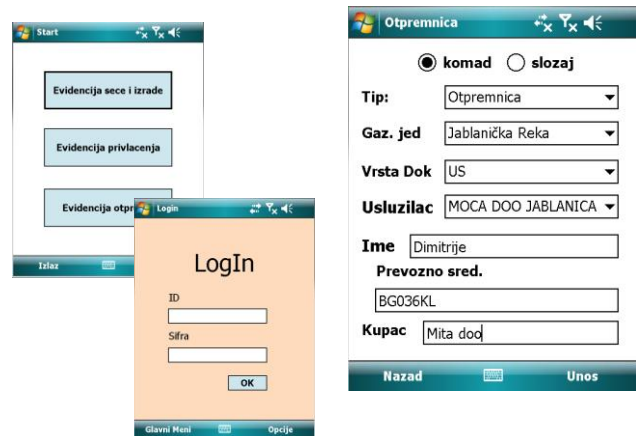 Start
Evidencija sece i izrade
Evidencija privlacenja
Evidencija otpr
Izlaz
Login
LogIn
ID
Sifra
OK
Glavni Meni
Opcije
Otpremnica
komad
slozaj
Tip:
Otpremnica
Gaz. jed
Jablanička Reka
Vrsta Dok
US
Usluzilac
MOCA DOO JABLANICA
Ime
Dimitrije
Prevozno sred.
BG036KL
Kupac
Mita doo
Nazad
Unos